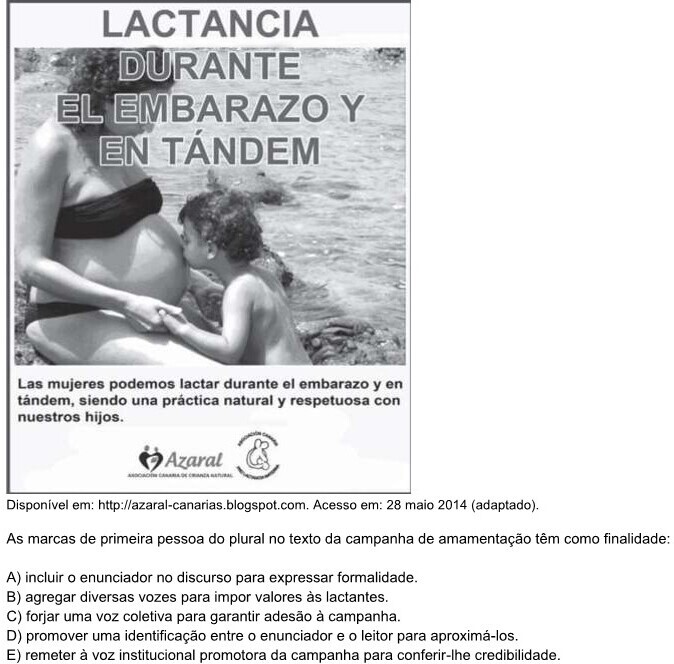 LACTANCIA
DURANTE
EL EMBARAZO Y
EN TÁNDEM
Las mujeres podemos lactar durante el embarazo y en
tándem, siendo una práctica natural y respetuosa con
nuestros hijos.
Azaral
ASOCIACIÓN CANARIA DE CRIANZA NATURAL
ASOCIACIÓN CANARIA
PRO LACTANCIA MATERNA
Disponível em: http://azaral-canarias.blogspot.com. Acesso em: 28 maio 2014 (adaptado).
As marcas de primeira pessoa do plural no texto da campanha de amamentação têm como finalidade:
A) incluir o enunciador no discurso para expressar formalidade.
B) agregar diversas vozes para impor valores às lactantes.
C) forjar uma voz coletiva para garantir adesão à campanha.
D) promover uma identificação entre o enunciador e o leitor para aproximá-los.
E) remeter à voz institucional promotora da campanha para conferir-lhe credibilidade.